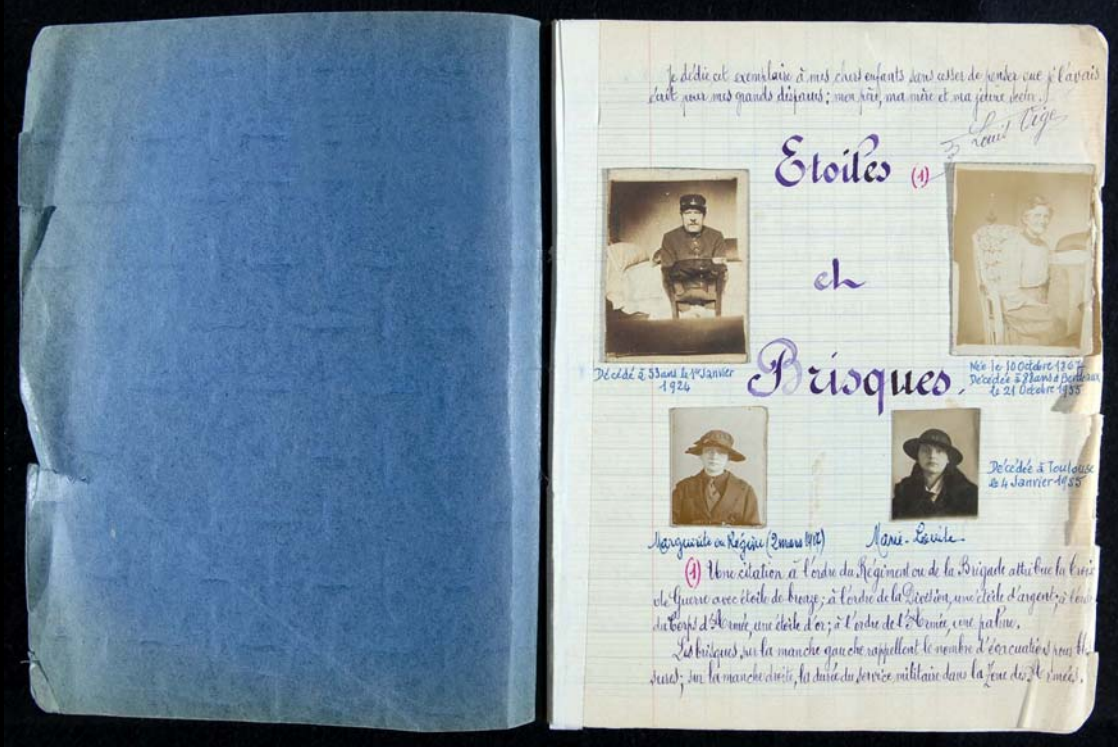 Je dédie cet exemplaire à mes chers enfants sans cesser de penser que je l'avais
écrit pour mes grands disparus ; mon père, ma mère et ma jeune sœur.
Louis Vige
Etoiles (1)
et
Brisques.
Décédé à 53 ans le 1er Janvier
1924
Née le 10 Octobre 1867
Décédée à 88 ans à Bordeaux
le 21 Octobre 1955
Décédée à Toulouse
le 4 Janvier 1955
Marguerite ou Régine (2 mars 1917)
Marie-
(1) Une citation à l'ordre du Régiment ou de la Brigade attribue la Croix
de Guerre avec étoile de bronze ; à l'ordre de la Division, une étoile d'argent ; à l'ordre
du Corps d'Armée, une étoile d'or ; à l'ordre de l'Armée, une palme.
Les brisques, sur la manche gauche rappellent le nombre d'évacuations pour bles
sures ; sur la manche droite, la durée du service militaire dans la Zone des Armées.